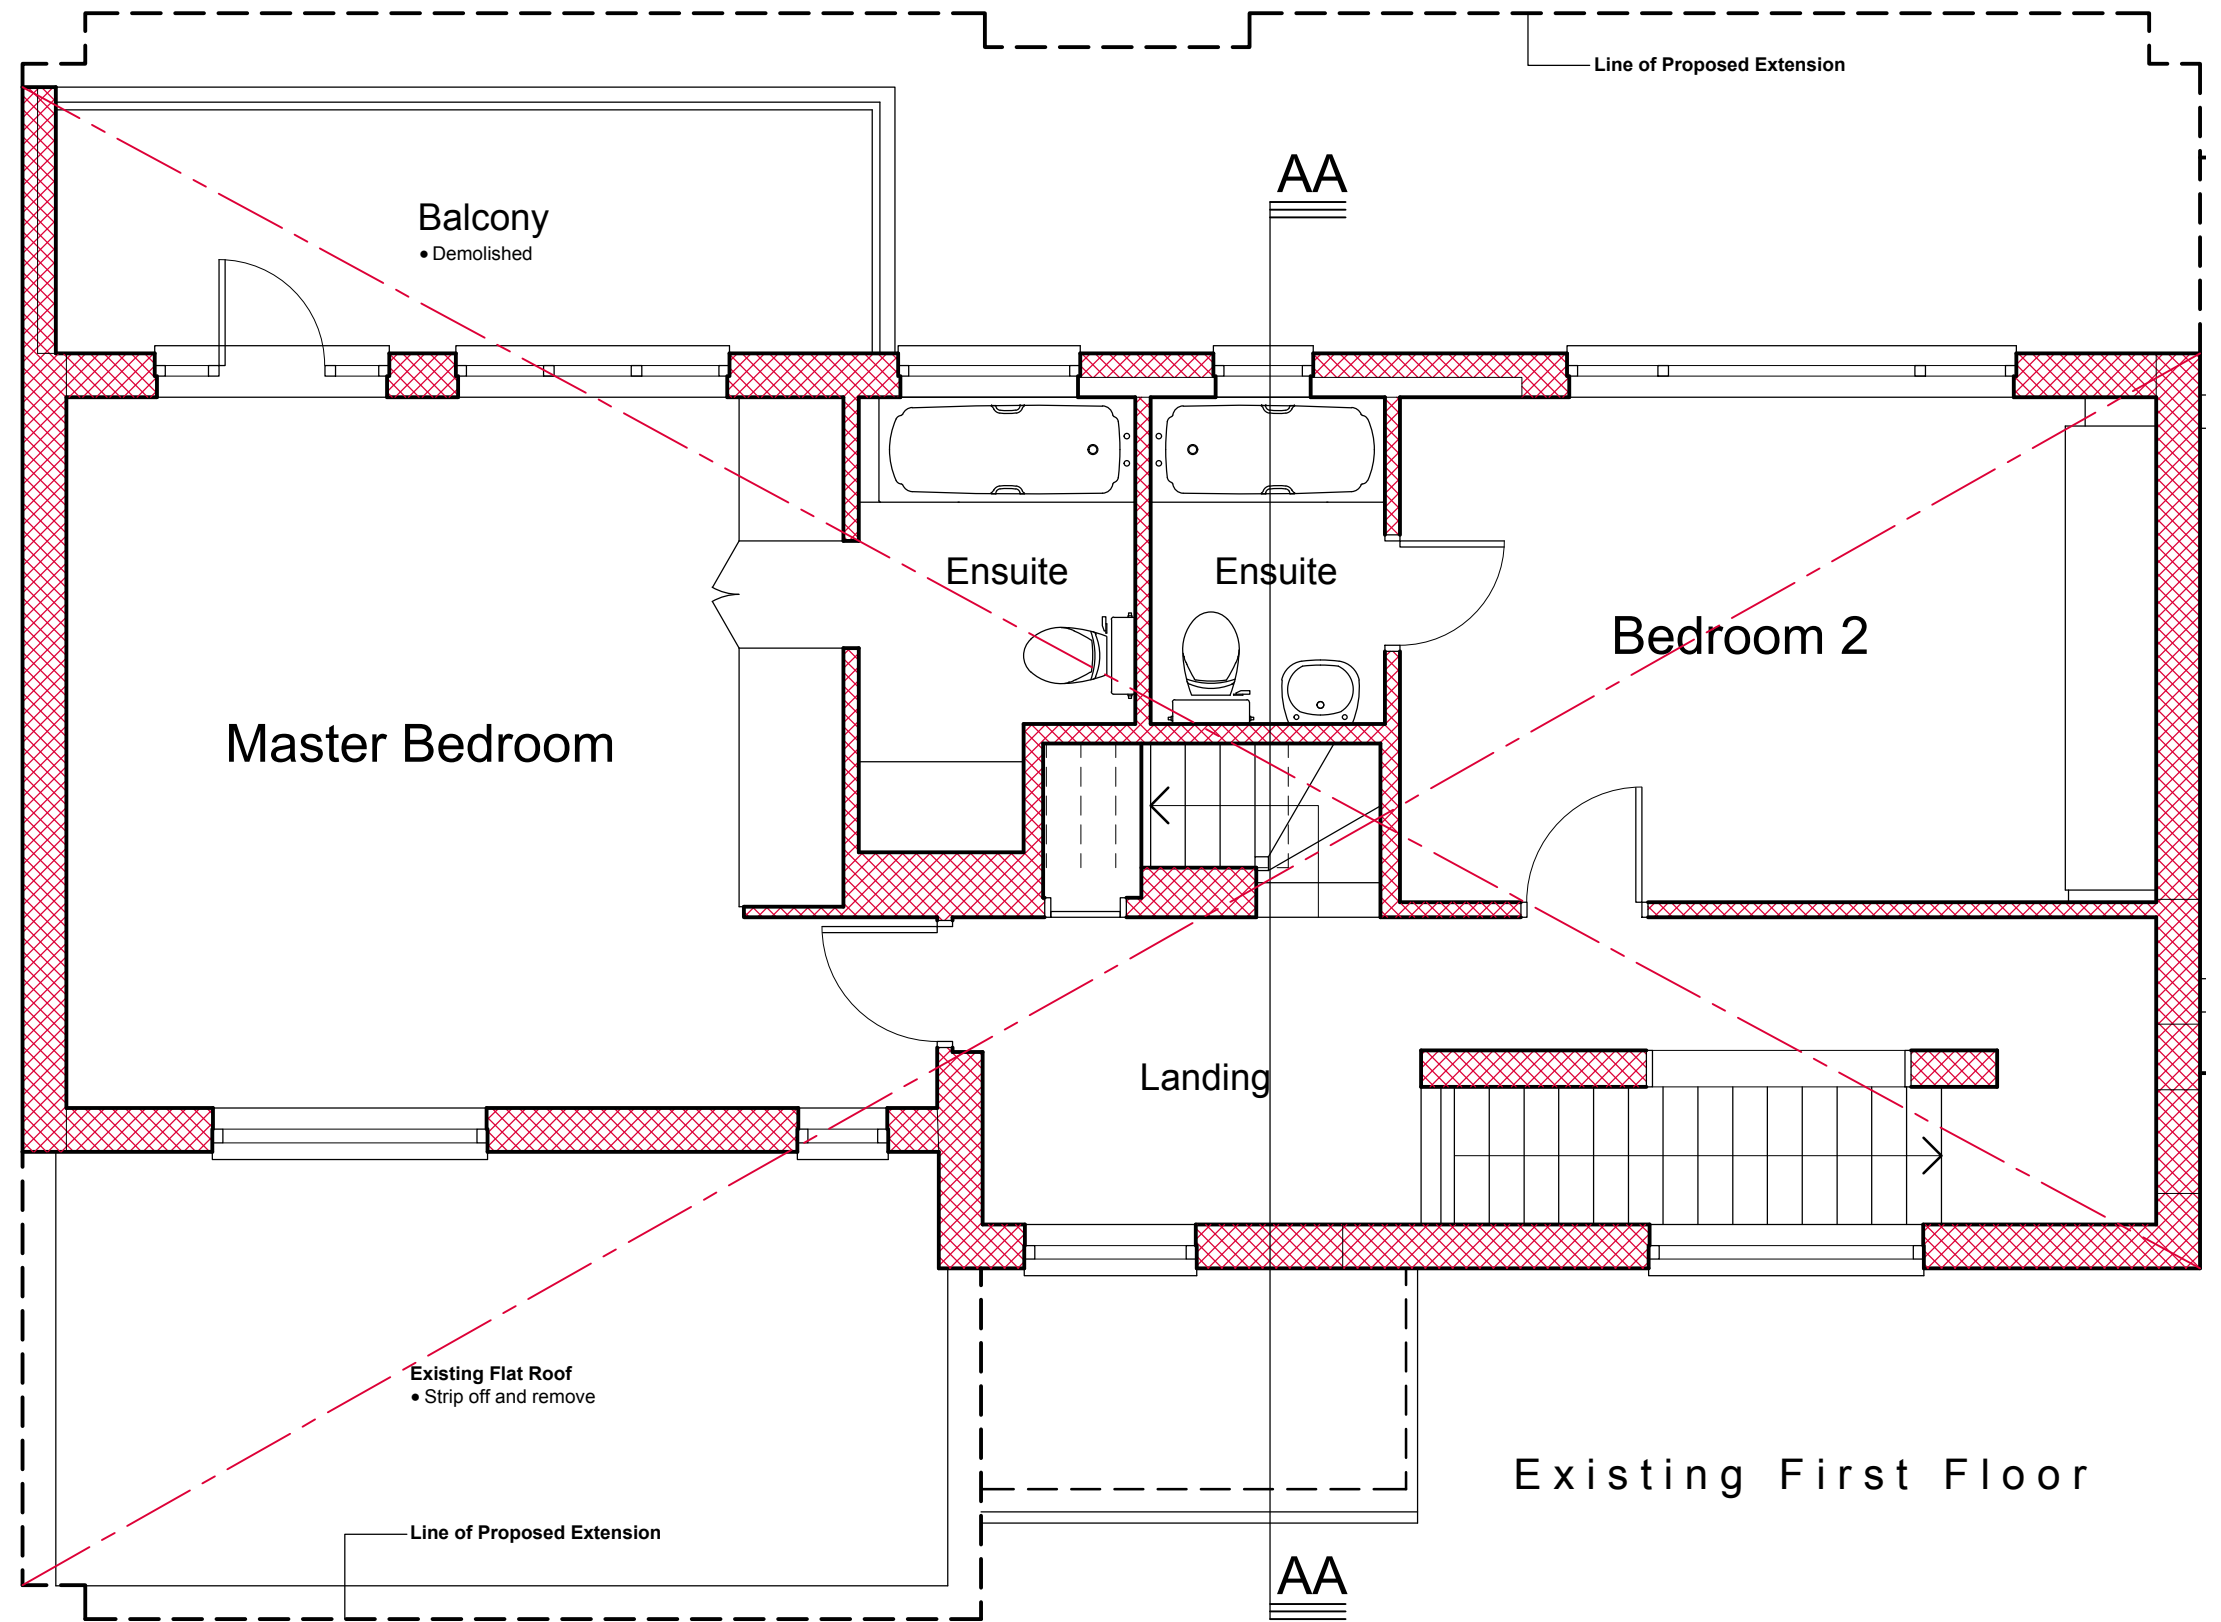 Line of Proposed Extension
AA
Balcony
• Demolished
Ensuite
Ensuite
Bedroom 2
Master Bedroom
Landing
Existing Flat Roof
• Strip off and remove
Existing First Floor
Line of Proposed Extension
AA